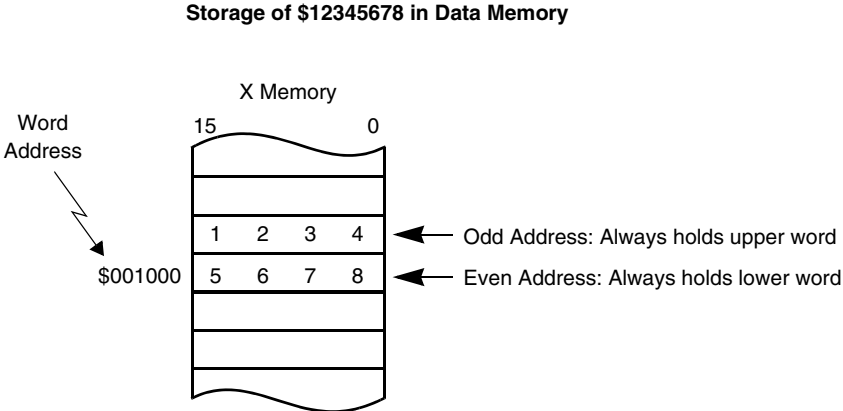 Storage of $12345678 in Data Memory
X Memory
Word
Address
15 0
1 2 3 4 Odd Address: Always holds upper word
$001000 5 6 7 8 Even Address: Always holds lower word